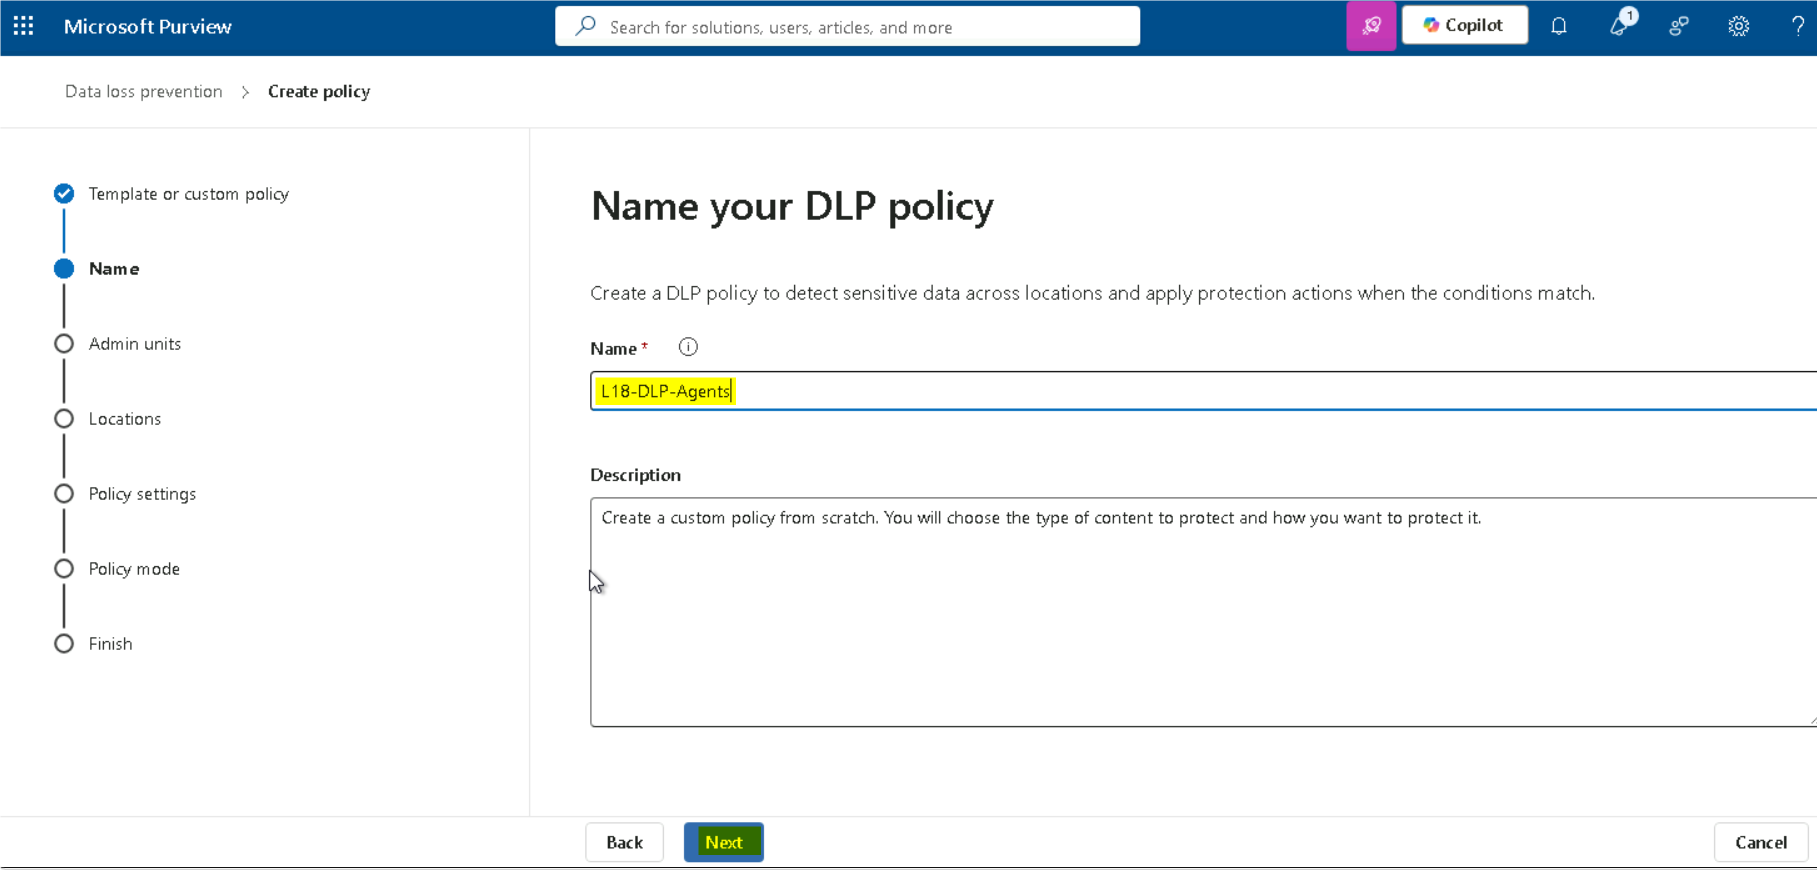 Microsoft Purview
Search for solutions, users, articles, and more
Copilot
1
?
Data loss prevention > Create policy
Template or custom policy
Name
Admin units
Locations
Policy settings
Policy mode
Finish
Name your DLP policy
Create a DLP policy to detect sensitive data across locations and apply protection actions when the conditions match.
Name *
L18-DLP-Agents
Description
Create a custom policy from scratch. You will choose the type of content to protect and how you want to protect it.
Back
Next
Cancel